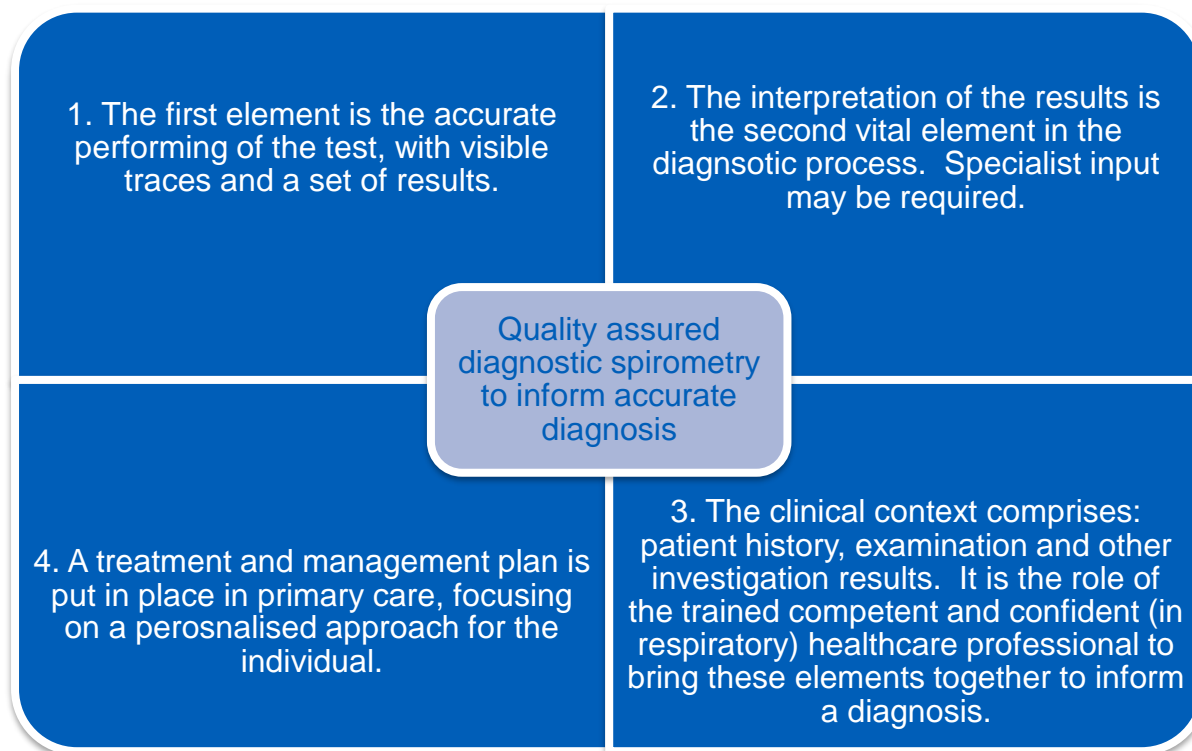 1. The first element is the accurate
performing of the test, with visible
traces and a set of results.
2. The interpretation of the results is
the second vital element in the
diagnsotic process.  Specialist input
may be required.
Quality assured
diagnostic spirometry
to inform accurate
diagnosis
3. The clinical context comprises:
patient history, examination and other
investigation results.  It is the role of
the trained competent and confident (in
respiratory) healthcare professional to
bring these elements together to inform
a diagnosis.
4. A treatment and management plan is
put in place in primary care, focusing
on a perosnalised approach for the
individual.